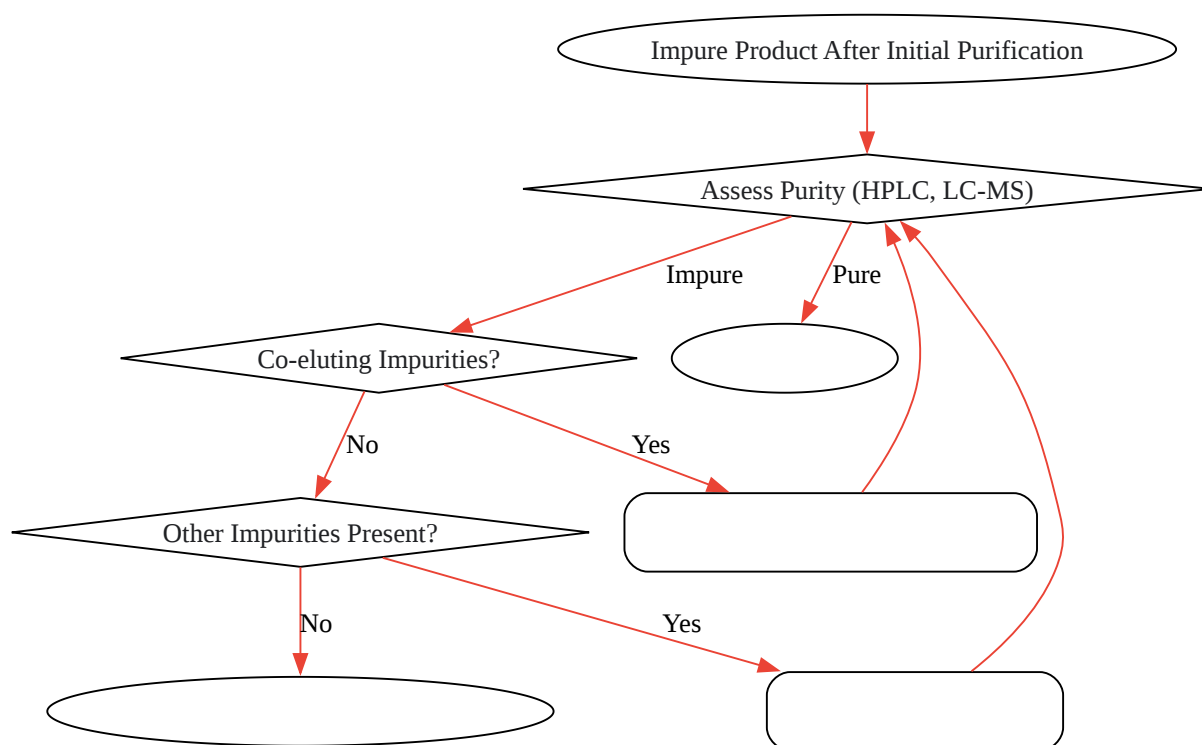 Impure Product After Initial Purification
Assess Purity (HPLC, LC-MS)
Impure
Pure
Co-eluting Impurities?
No
Yes
Other Impurities Present?
No
Yes